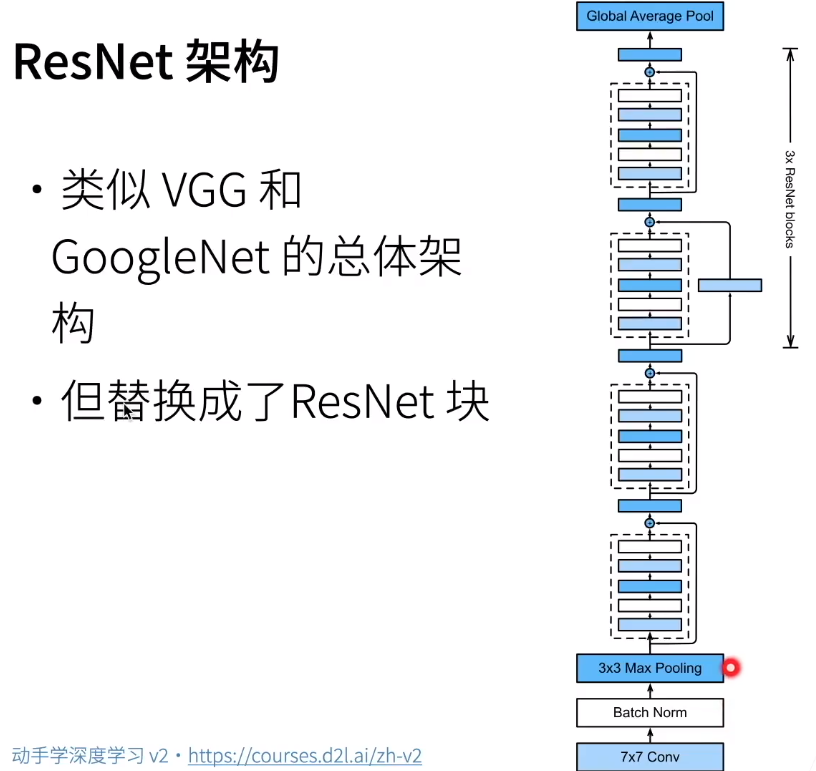 ResNet 架构
• 类似 VGG 和
GoogleNet 的总体架
构
• 但替换成了ResNet 块
动手学深度学习 v2 • https://courses.d2l.ai/zh-v2
Global Average Pool
3x ResNet blocks
3x3 Max Pooling
Batch Norm
7x7 Conv